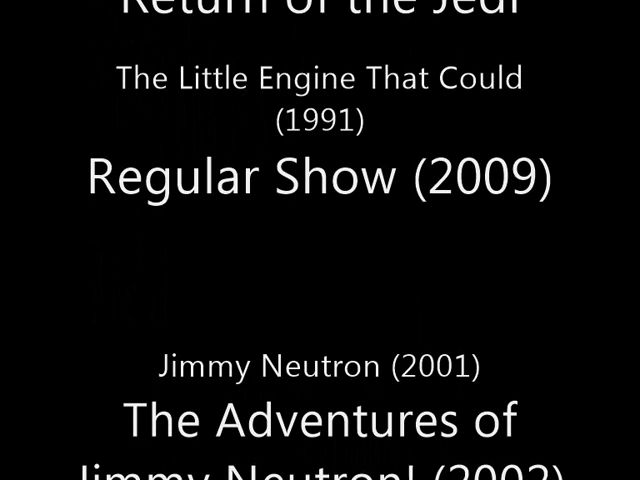 Return of the Jedi
The Little Engine That Could
(1991)
Regular Show (2009)
Jimmy Neutron (2001)
The Adventures of
Jimmy Neutron! (2002)